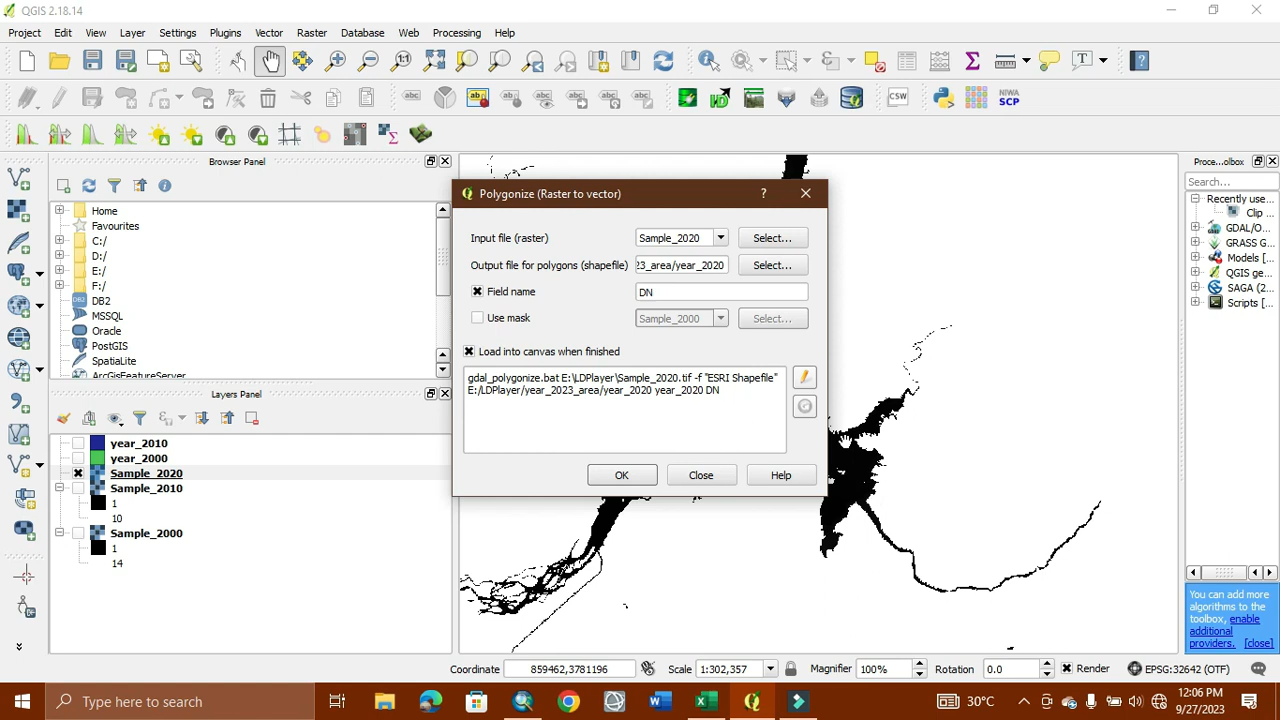 QGIS 2.18.14
Project Edit View Layer Settings Plugins Vector Raster Database Web Processing Help
CSW
NIWA
SCP
Browser Panel
Home
Favourites
C:/
D:/
E:/
F:/
DB2
MSSQL
Oracle
PostGIS
SpatiaLite
ArcGisFeatureServer
Layers Panel
year_2010
year_2000
Sample_2020
Sample_2010
1
10
Sample_2000
1
14
Polygonize (Raster to vector)
Input file (raster) Sample_2020 Select...
Output file for polygons (shapefile) 23_area/year_2020 Select...
Field name DN
Use mask Sample_2000 Select...
Load into canvas when finished
gdal_polygonize.bat E:\LDPlayer\Sample_2020.tif -f "ESRI Shapefile"
E:/LDPlayer/year_2023_area/year_2020 year_2020 DN
OK Close Help
Proce...olbox
Search...
Recently use
Clip
GDAL/O
GRASS G
Models [
QGIS ge
SAGA (2
Scripts [
You can add more
algorithms to the
toolbox, enable
additional
providers. [close]
Coordinate 859462,3781196 Scale 1:302,357 Magnifier 100% Rotation 0.0 Render EPSG:32642 (OTF)
Type here to search
30°C
12:06 PM
9/27/2023